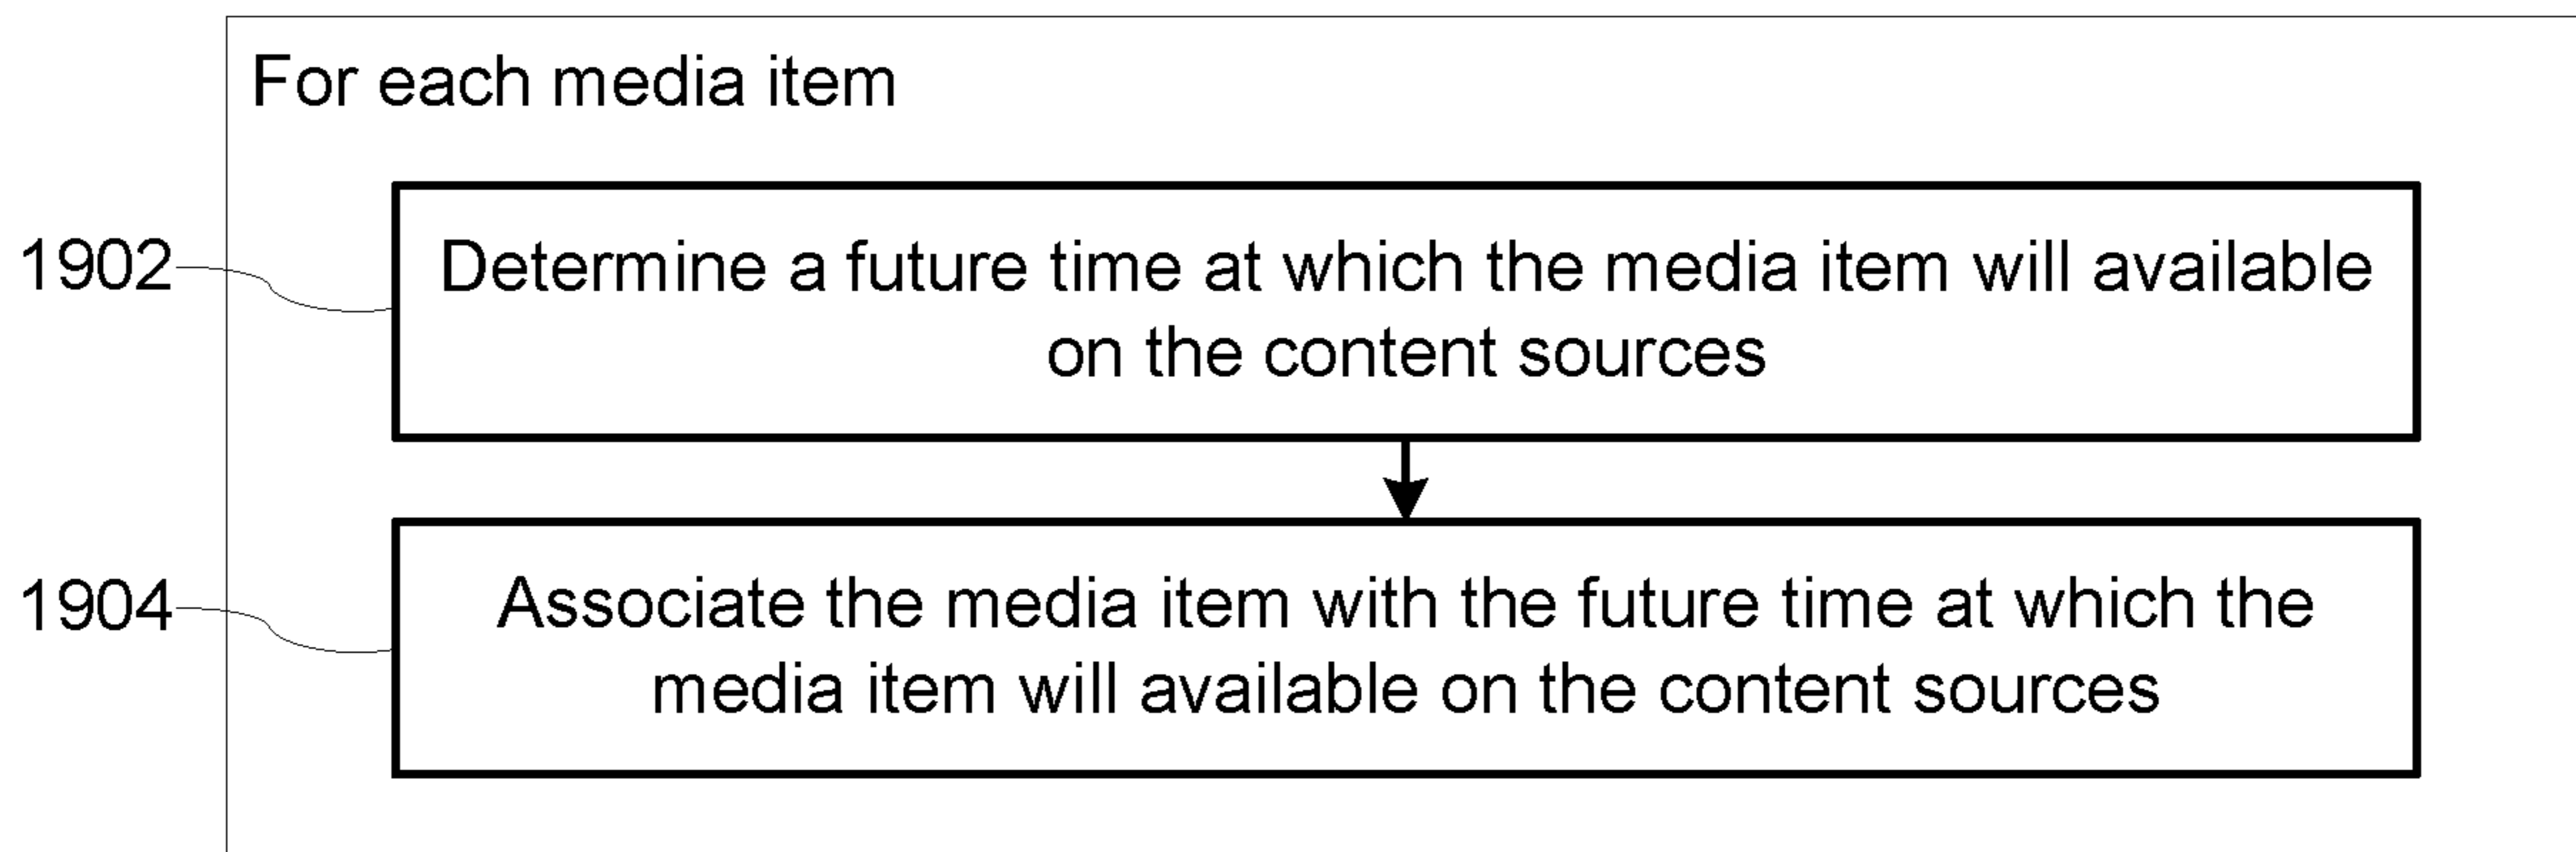 For each media item
1902
Determine a future time at which the media item will available
on the content sources
1904
Associate the media item with the future time at which the
media item will available on the content sources